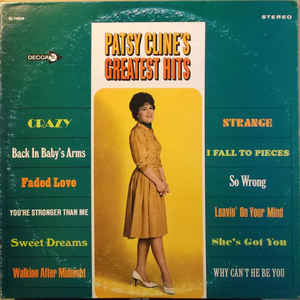 DECCA
STEREO
PATSY CLINE'S
GREATEST HITS
CRAZY
Back In Baby's Arms
Faded Love
YOU'RE STRONGER THAN ME
Sweet Dreams
Walking After Midnight
STRANGE
I FALL TO PIECES
So Wrong
Leavin' On Your Mind
She's Got You
WHY CAN'T HE BE YOU